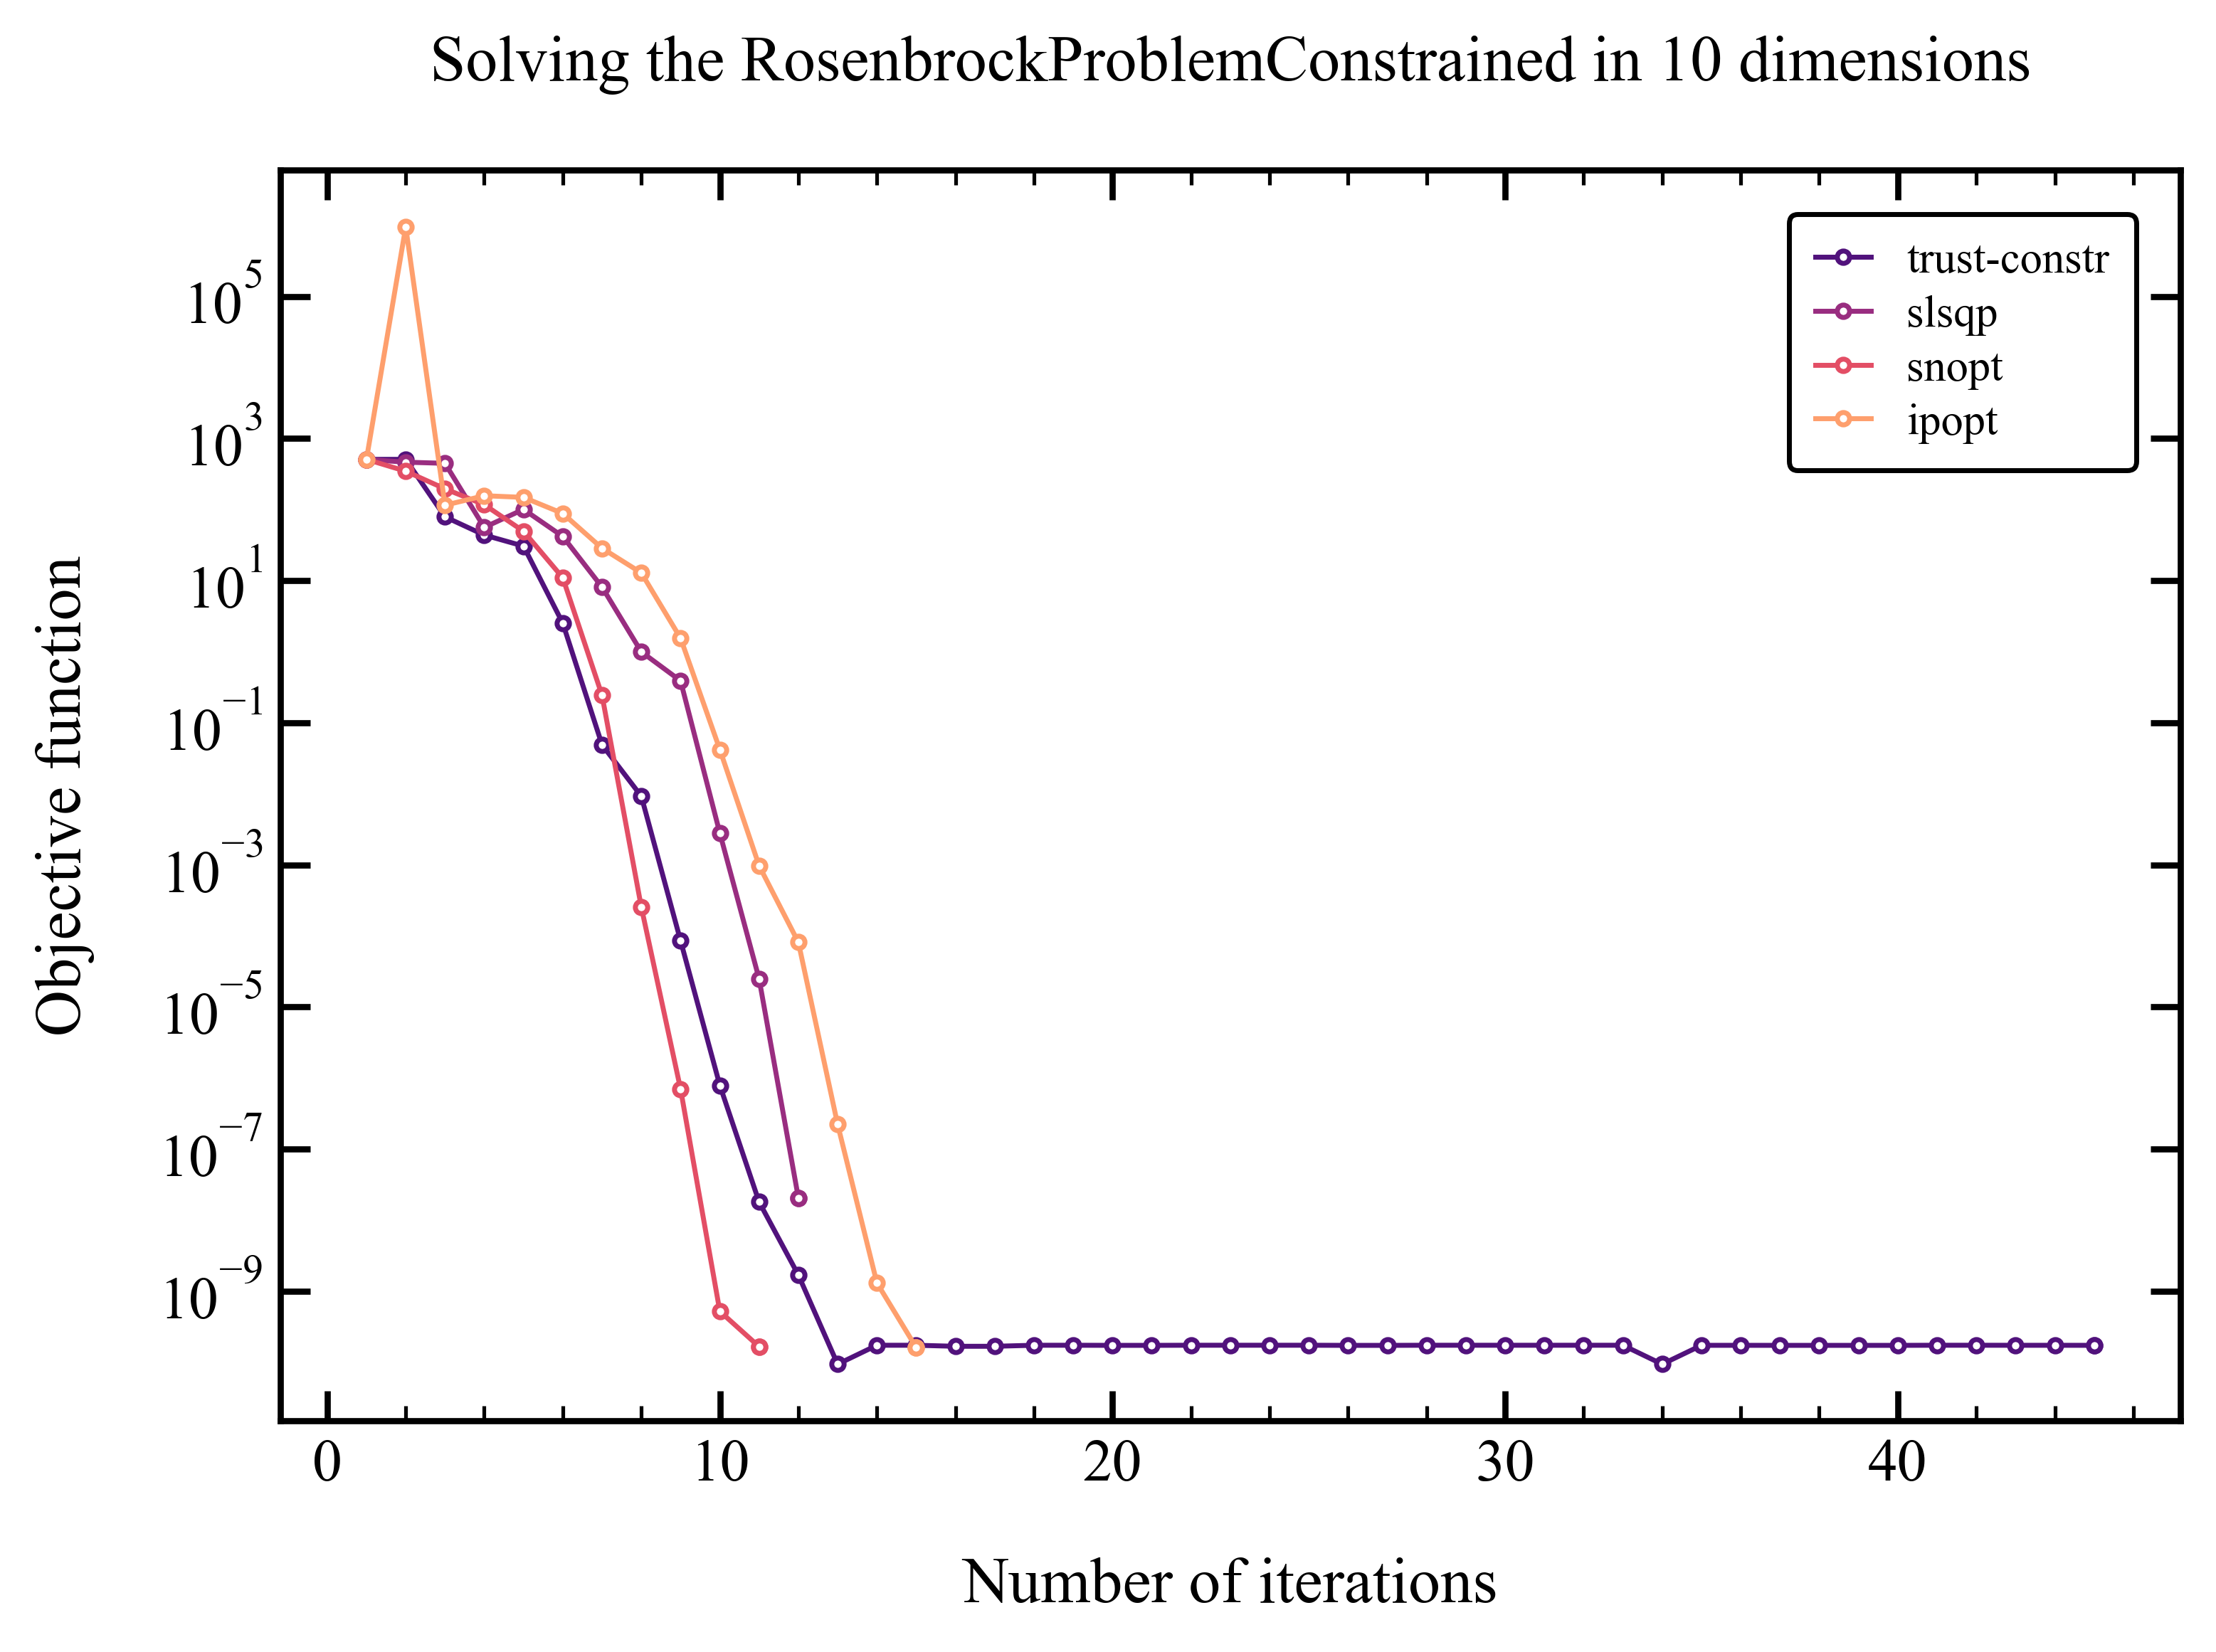 Solving the RosenbrockProblemConstrained in 10 dimensions
trust-constr
slsqp
snopt
ipopt
10^5
10^3
10^1
10^−1
10^−3
10^−5
10^−7
10^−9
Objective function
0 10 20 30 40
Number of iterations